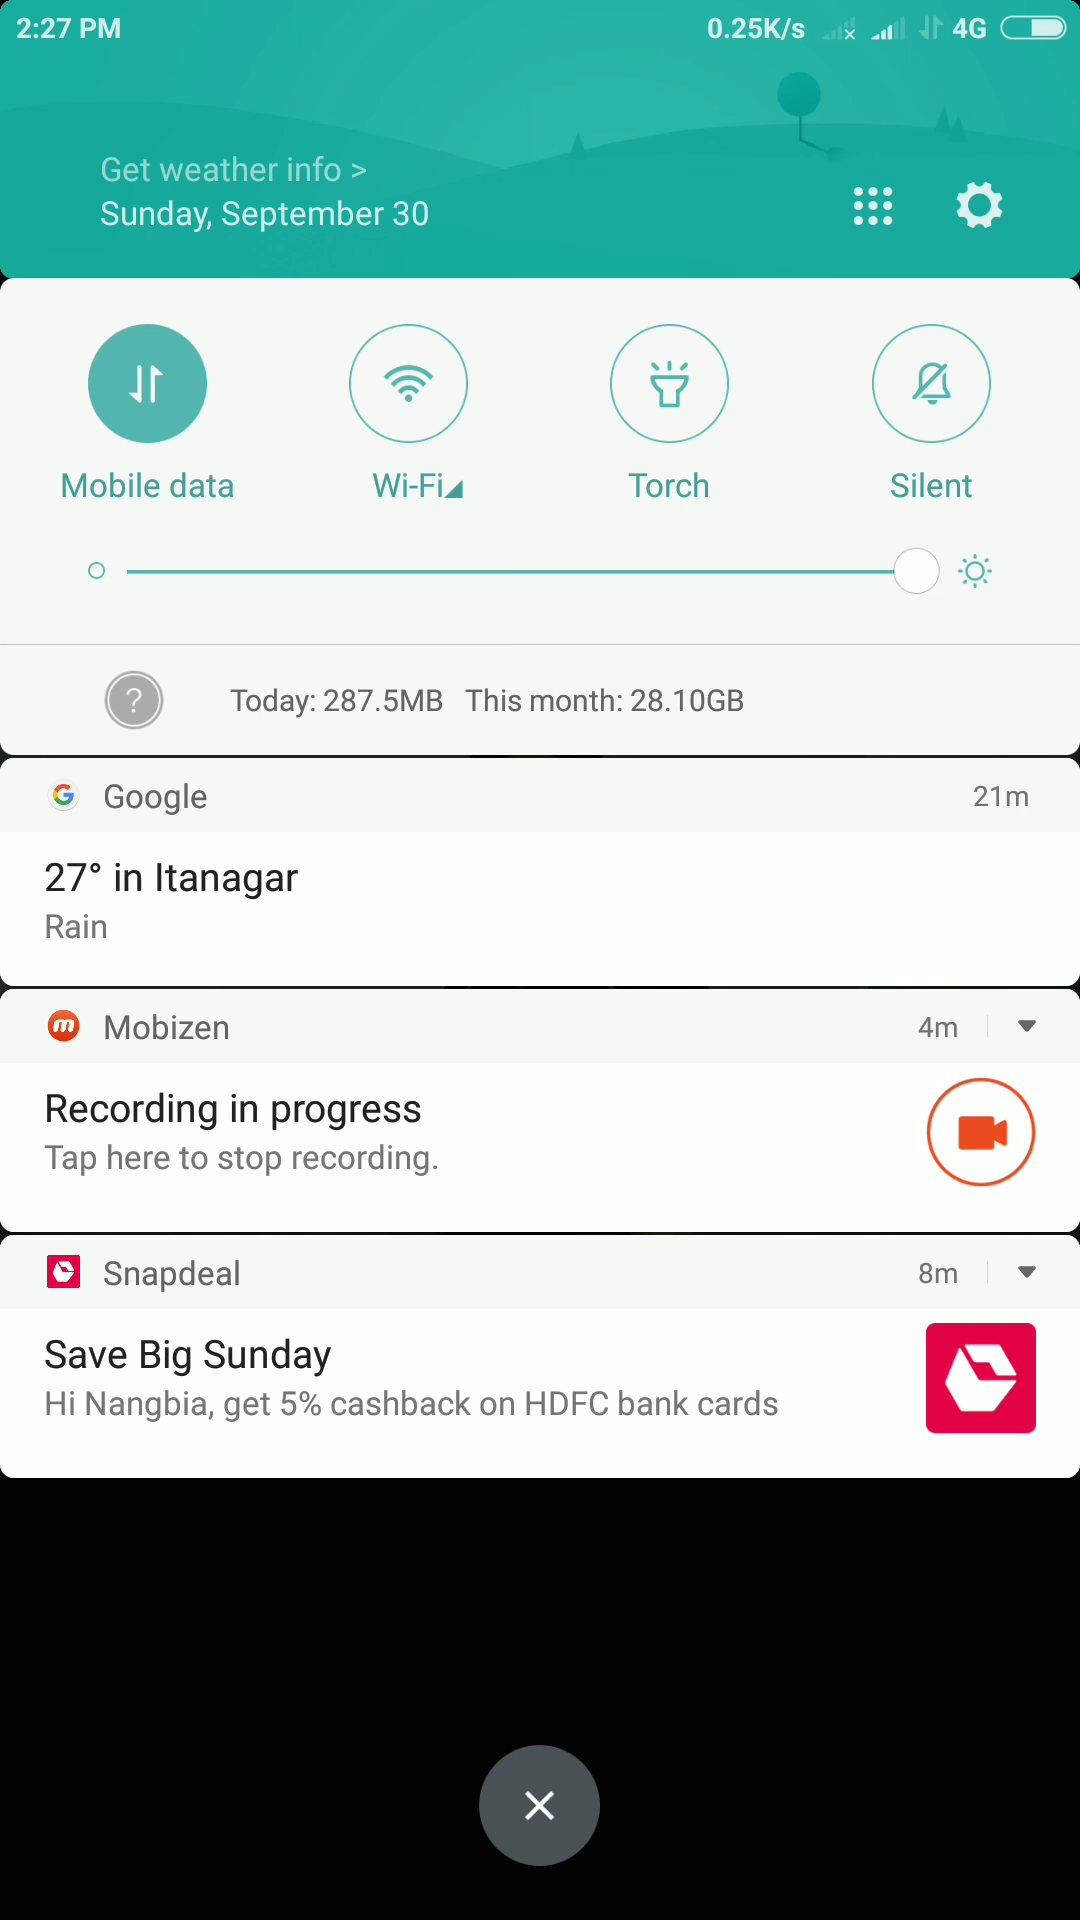 2:27 PM 0.25K/s 4G
Get weather info >
Sunday, September 30
Mobile data Wi-Fi Torch Silent
? Today: 287.5MB This month: 28.10GB
G Google 21m
27° in Itanagar
Rain
m Mobizen 4m
Recording in progress
Tap here to stop recording.
Snapdeal 8m
Save Big Sunday
Hi Nangbia, get 5% cashback on HDFC bank cards